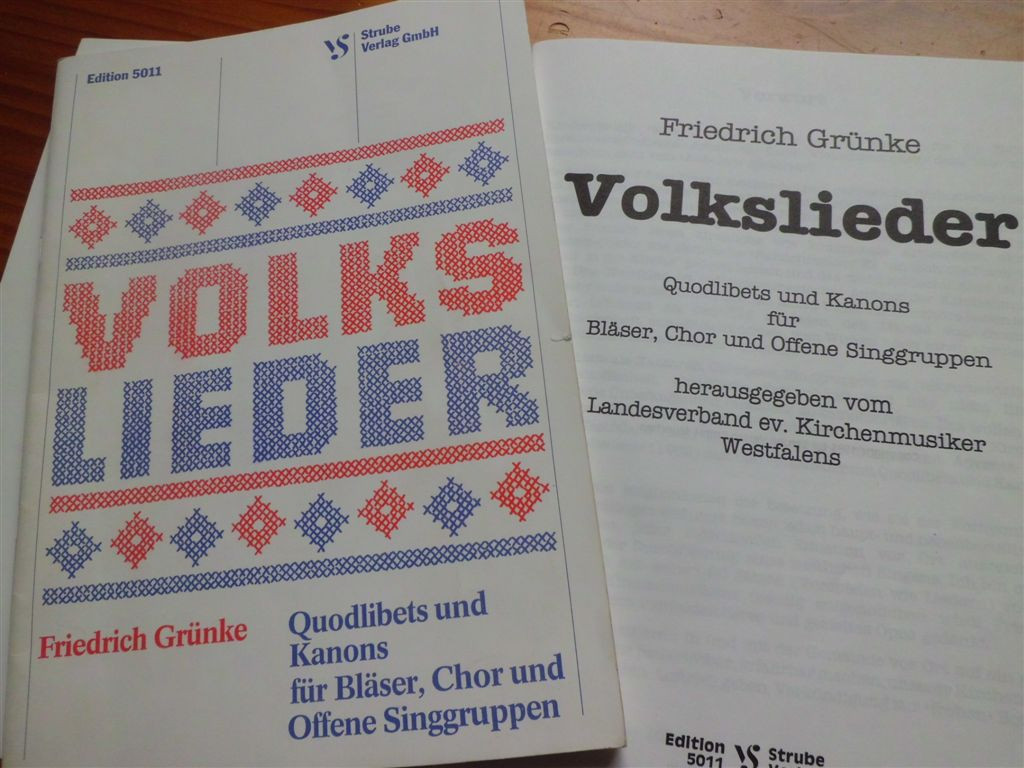 Edition 5011
Strube
Verlag GmbH
VOLKS
LIEDER
Friedrich Grünke
Quodlibets und
Kanons
für Bläser, Chor und
Offene Singgruppen
Friedrich Grünke
Volkslieder
Quodlibets und Kanons
für
Bläser, Chor und Offene Singgruppen
herausgegeben vom
Landesverband ev. Kirchenmusiker
Westfalens
Edition
5011
Strube